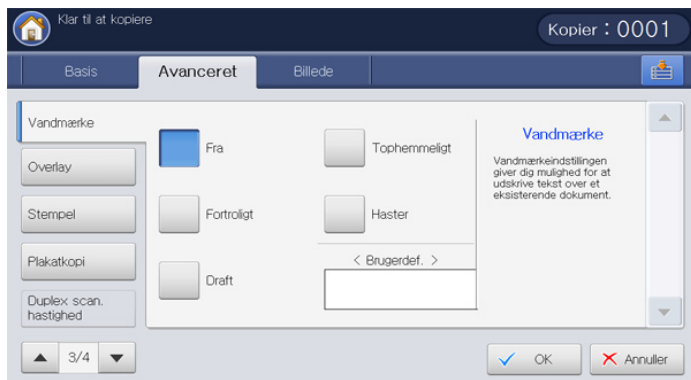 Klar til at kopiere
Kopier : 0001
Basis
Avanceret
Billede
Vandmærke
Overlay
Stempel
Plakatkopi
Duplex scan.
hastighed
3/4
Fra
Tophemmeligt
Fortroligt
Haster
Draft
< Brugerdef. >
Vandmærke
Vandmærkeindstillingen
giver dig mulighed for at
udskrive tekst over et
eksisterende dokument.
OK
Annuller